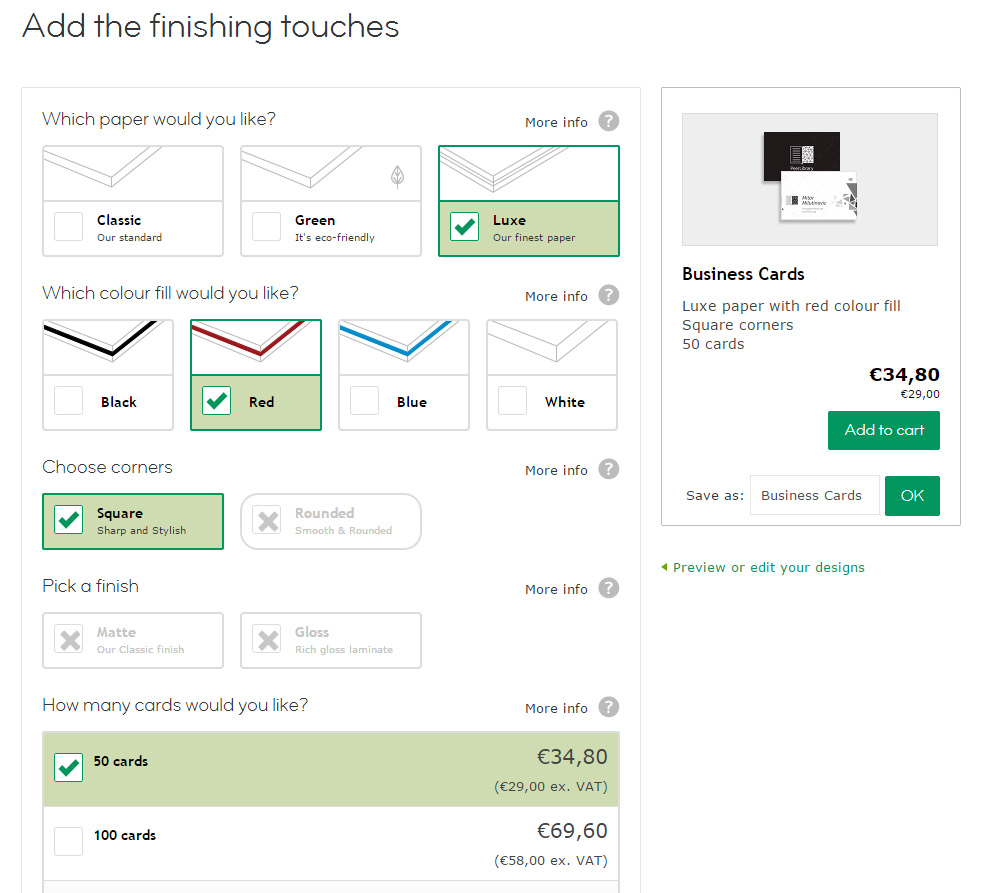 Add the finishing touches
Which paper would you like?
More info ?
Classic
Our standard
Green
It's eco-friendly
Luxe
Our finest paper
Which colour fill would you like?
More info ?
Black
Red
Blue
White
Choose corners
More info ?
Square
Sharp and Stylish
Rounded
Smooth & Rounded
Pick a finish
More info ?
Matte
Our Classic finish
Gloss
Rich gloss laminate
How many cards would you like?
More info ?
50 cards
€34,80
(€29,00 ex. VAT)
100 cards
€69,60
(€58,00 ex. VAT)
PeerLibrary
Mitar
Milutinovic
Business Cards
Luxe paper with red colour fill
Square corners
50 cards
€34,80
€29,00
Add to cart
Save as:
Business Cards
OK
Preview or edit your designs